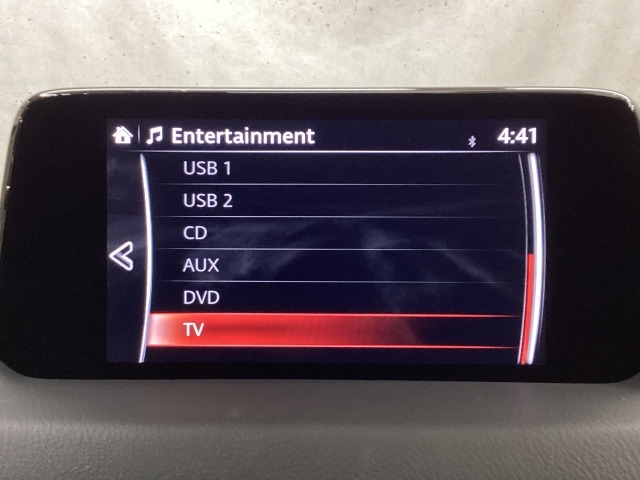 Entertainment 4:41
USB 1
USB 2
CD
AUX
DVD
TV